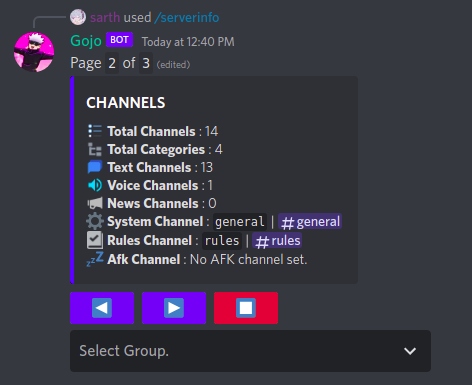 sarth used /serverinfo
Gojo BOT Today at 12:40 PM
Page 2 of 3 (edited)
CHANNELS
Total Channels : 14
Total Categories : 4
Text Channels : 13
Voice Channels : 1
News Channels : 0
System Channel : general | #general
Rules Channel : rules | #rules
zzZ Afk Channel : No AFK channel set.
Select Group.